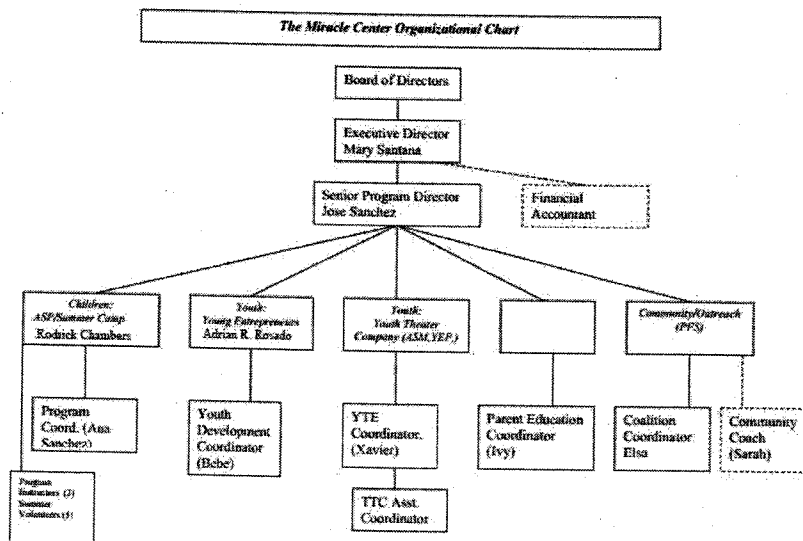 The Miracle Center Organizational Chart
Board of Directors
Executive Director
Mary Santana
Senior Program Director
Jose Sanchez
Financial
Accountant
Children:
ASP/Summer Camp
Rodrick Chambers
Youth:
Young Entrepreneurs
Adrian R. Rosado
Youth:
Youth Theater
Company (ASM,YEP,)
Community/Outreach
(PFS)
Program
Coord. (Ana
Sanchez)
Youth
Development
Coordinator
(Bebe)
YTE
Coordinator.
(Xavier)
Parent Education
Coordinator
(Ivy)
Coalition
Coordinator
Elsa
Community
Coach
(Sarah)
Program
Instructors (2)
Summer
Volunteers (5)
TTC Asst.
Coordinator